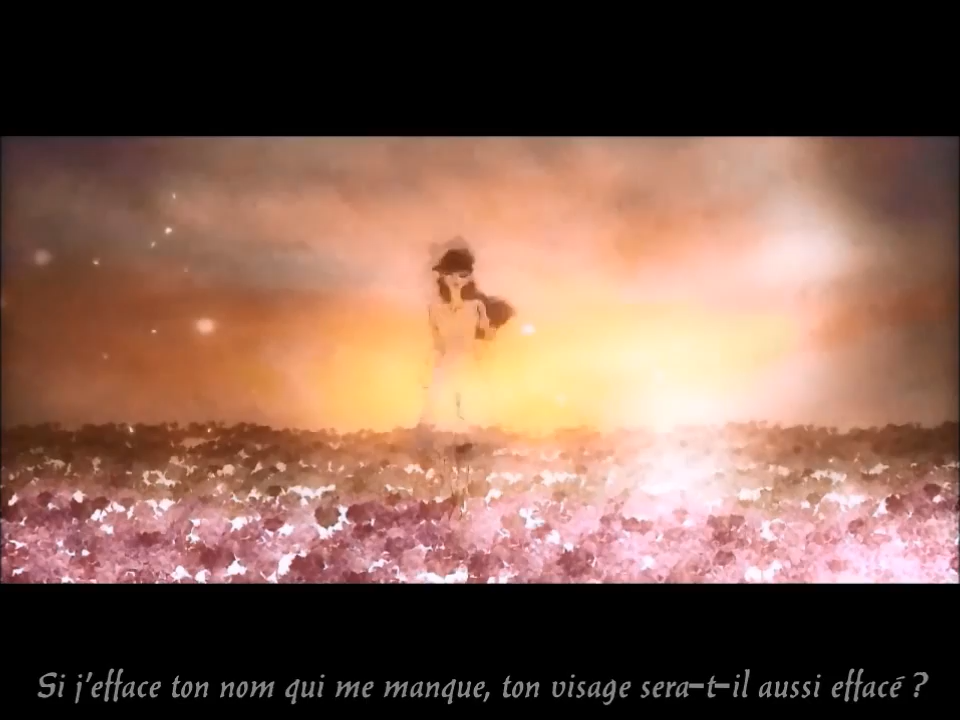 Si j'efface ton nom qui me manque, ton visage sera-t-il aussi effacé ?